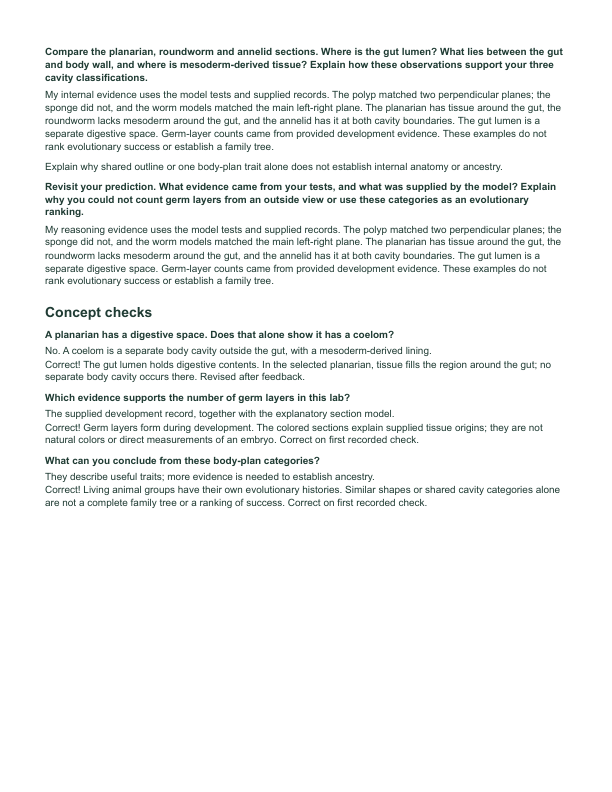 Compare the planarian, roundworm and annelid sections. Where is the gut lumen? What lies between the gut
and body wall, and where is mesoderm-derived tissue? Explain how these observations support your three
cavity classifications.
My internal evidence uses the model tests and supplied records. The polyp matched two perpendicular planes; the
sponge did not, and the worm models matched the main left-right plane. The planarian has tissue around the gut, the
roundworm lacks mesoderm around the gut, and the annelid has it at both cavity boundaries. The gut lumen is a
separate digestive space. Germ-layer counts came from provided development evidence. These examples do not
rank evolutionary success or establish a family tree.
Explain why shared outline or one body-plan trait alone does not establish internal anatomy or ancestry.
Revisit your prediction. What evidence came from your tests, and what was supplied by the model? Explain
why you could not count germ layers from an outside view or use these categories as an evolutionary
ranking.
My reasoning evidence uses the model tests and supplied records. The polyp matched two perpendicular planes; the
sponge did not, and the worm models matched the main left-right plane. The planarian has tissue around the gut, the
roundworm lacks mesoderm around the gut, and the annelid has it at both cavity boundaries. The gut lumen is a
separate digestive space. Germ-layer counts came from provided development evidence. These examples do not
rank evolutionary success or establish a family tree.
Concept checks
A planarian has a digestive space. Does that alone show it has a coelom?
No. A coelom is a separate body cavity outside the gut, with a mesoderm-derived lining.
Correct! The gut lumen holds digestive contents. In the selected planarian, tissue fills the region around the gut; no
separate body cavity occurs there. Revised after feedback.
Which evidence supports the number of germ layers in this lab?
The supplied development record, together with the explanatory section model.
Correct! Germ layers form during development. The colored sections explain supplied tissue origins; they are not
natural colors or direct measurements of an embryo. Correct on first recorded check.
What can you conclude from these body-plan categories?
They describe useful traits; more evidence is needed to establish ancestry.
Correct! Living animal groups have their own evolutionary histories. Similar shapes or shared cavity categories alone
are not a complete family tree or a ranking of success. Correct on first recorded check.